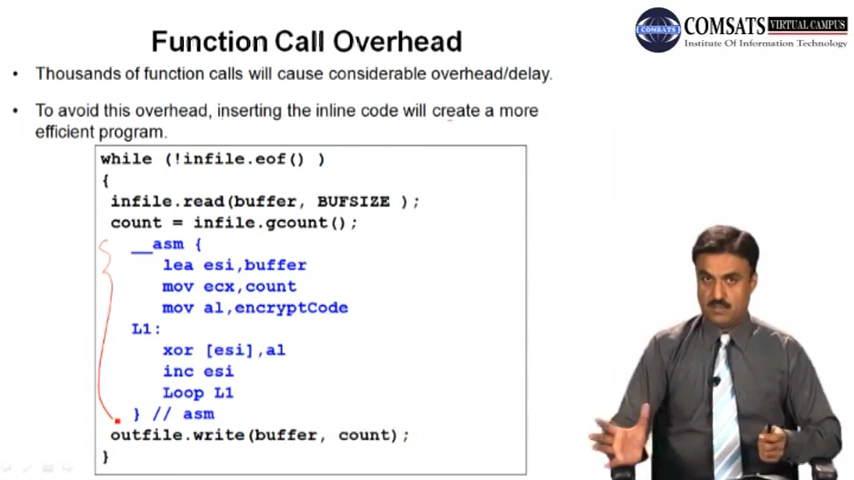 Function Call Overhead
COMSATS VIRTUAL CAMPUS
Institute Of Information Technology
COMSATS
• Thousands of function calls will cause considerable overhead/delay.
• To avoid this overhead, inserting the inline code will create a more
efficient program.
while (!infile.eof() )
{
infile.read(buffer, BUFSIZE );
count = infile.gcount();
__asm {
lea esi,buffer
mov ecx,count
mov al,encryptCode
L1:
xor [esi],al
inc esi
Loop L1
} // asm
outfile.write(buffer, count);
}